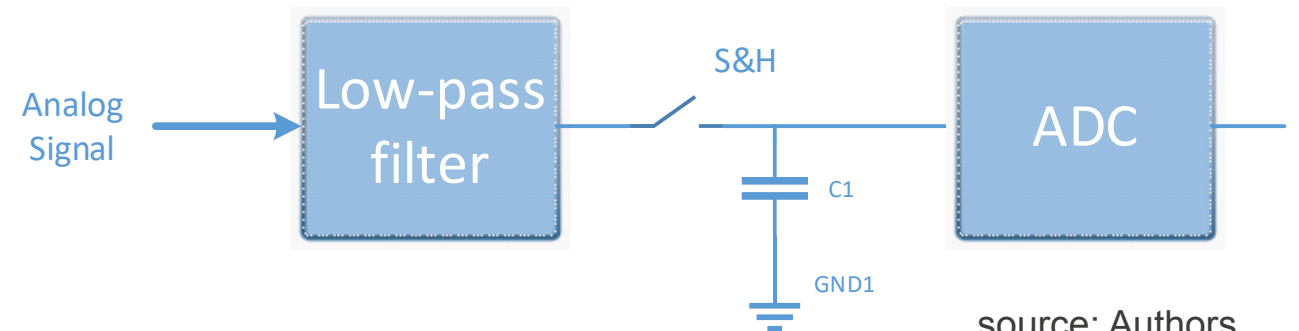 Analog
Signal
Low-pass
filter
S&H
C1
GND1
ADC
source: Authors